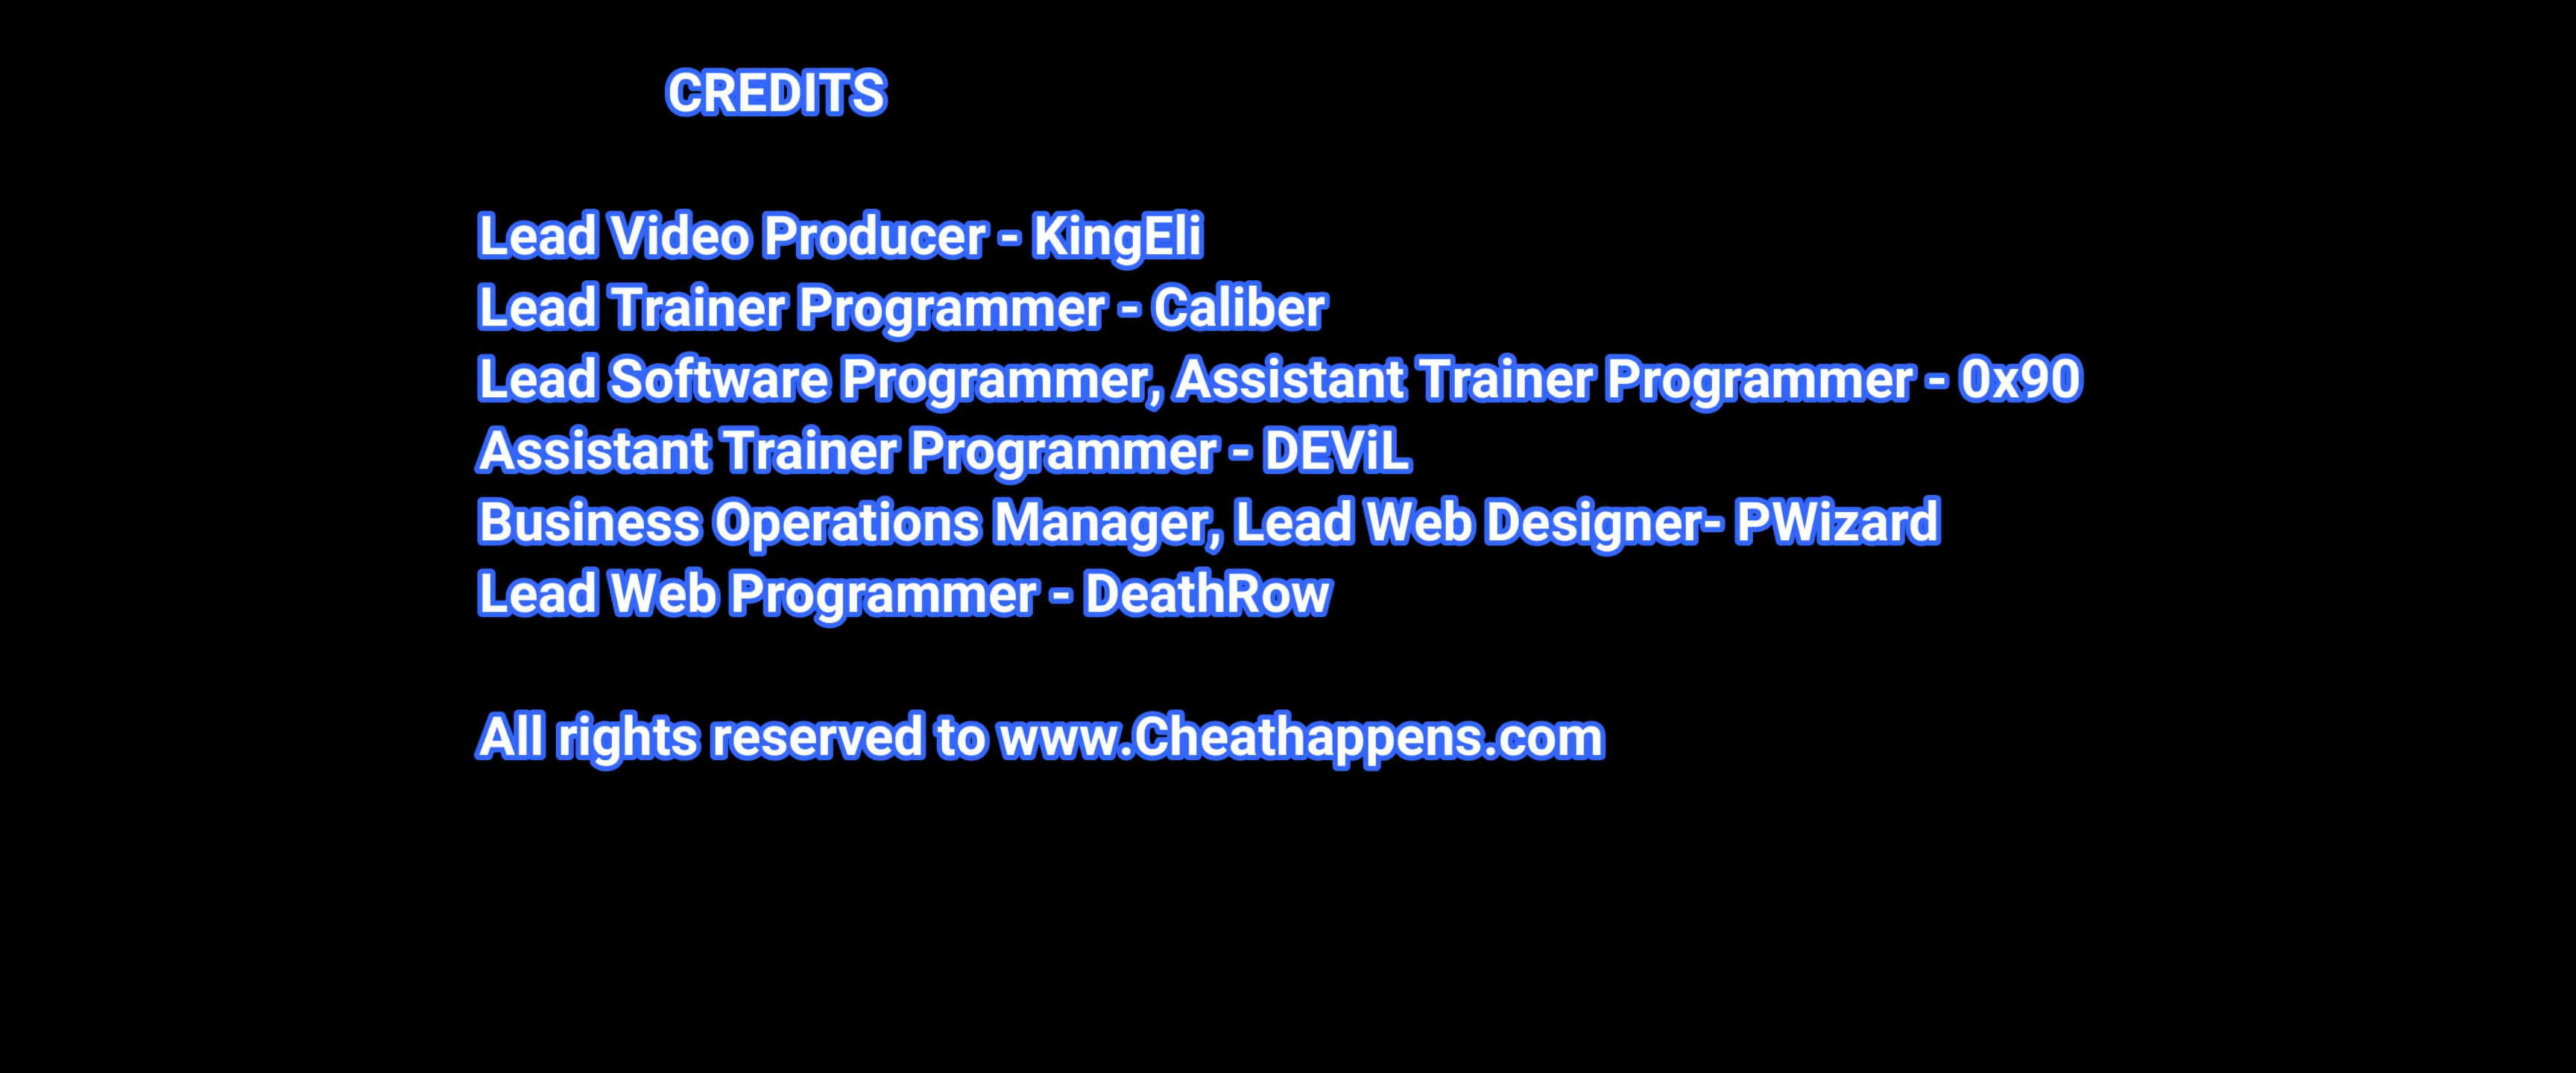 CREDITS
Lead Video Producer - KingEli
Lead Trainer Programmer - Caliber
Lead Software Programmer, Assistant Trainer Programmer - 0x90
Assistant Trainer Programmer - DEViL
Business Operations Manager, Lead Web Designer- PWizard
Lead Web Programmer - DeathRow
All rights reserved to www.Cheathappens.com